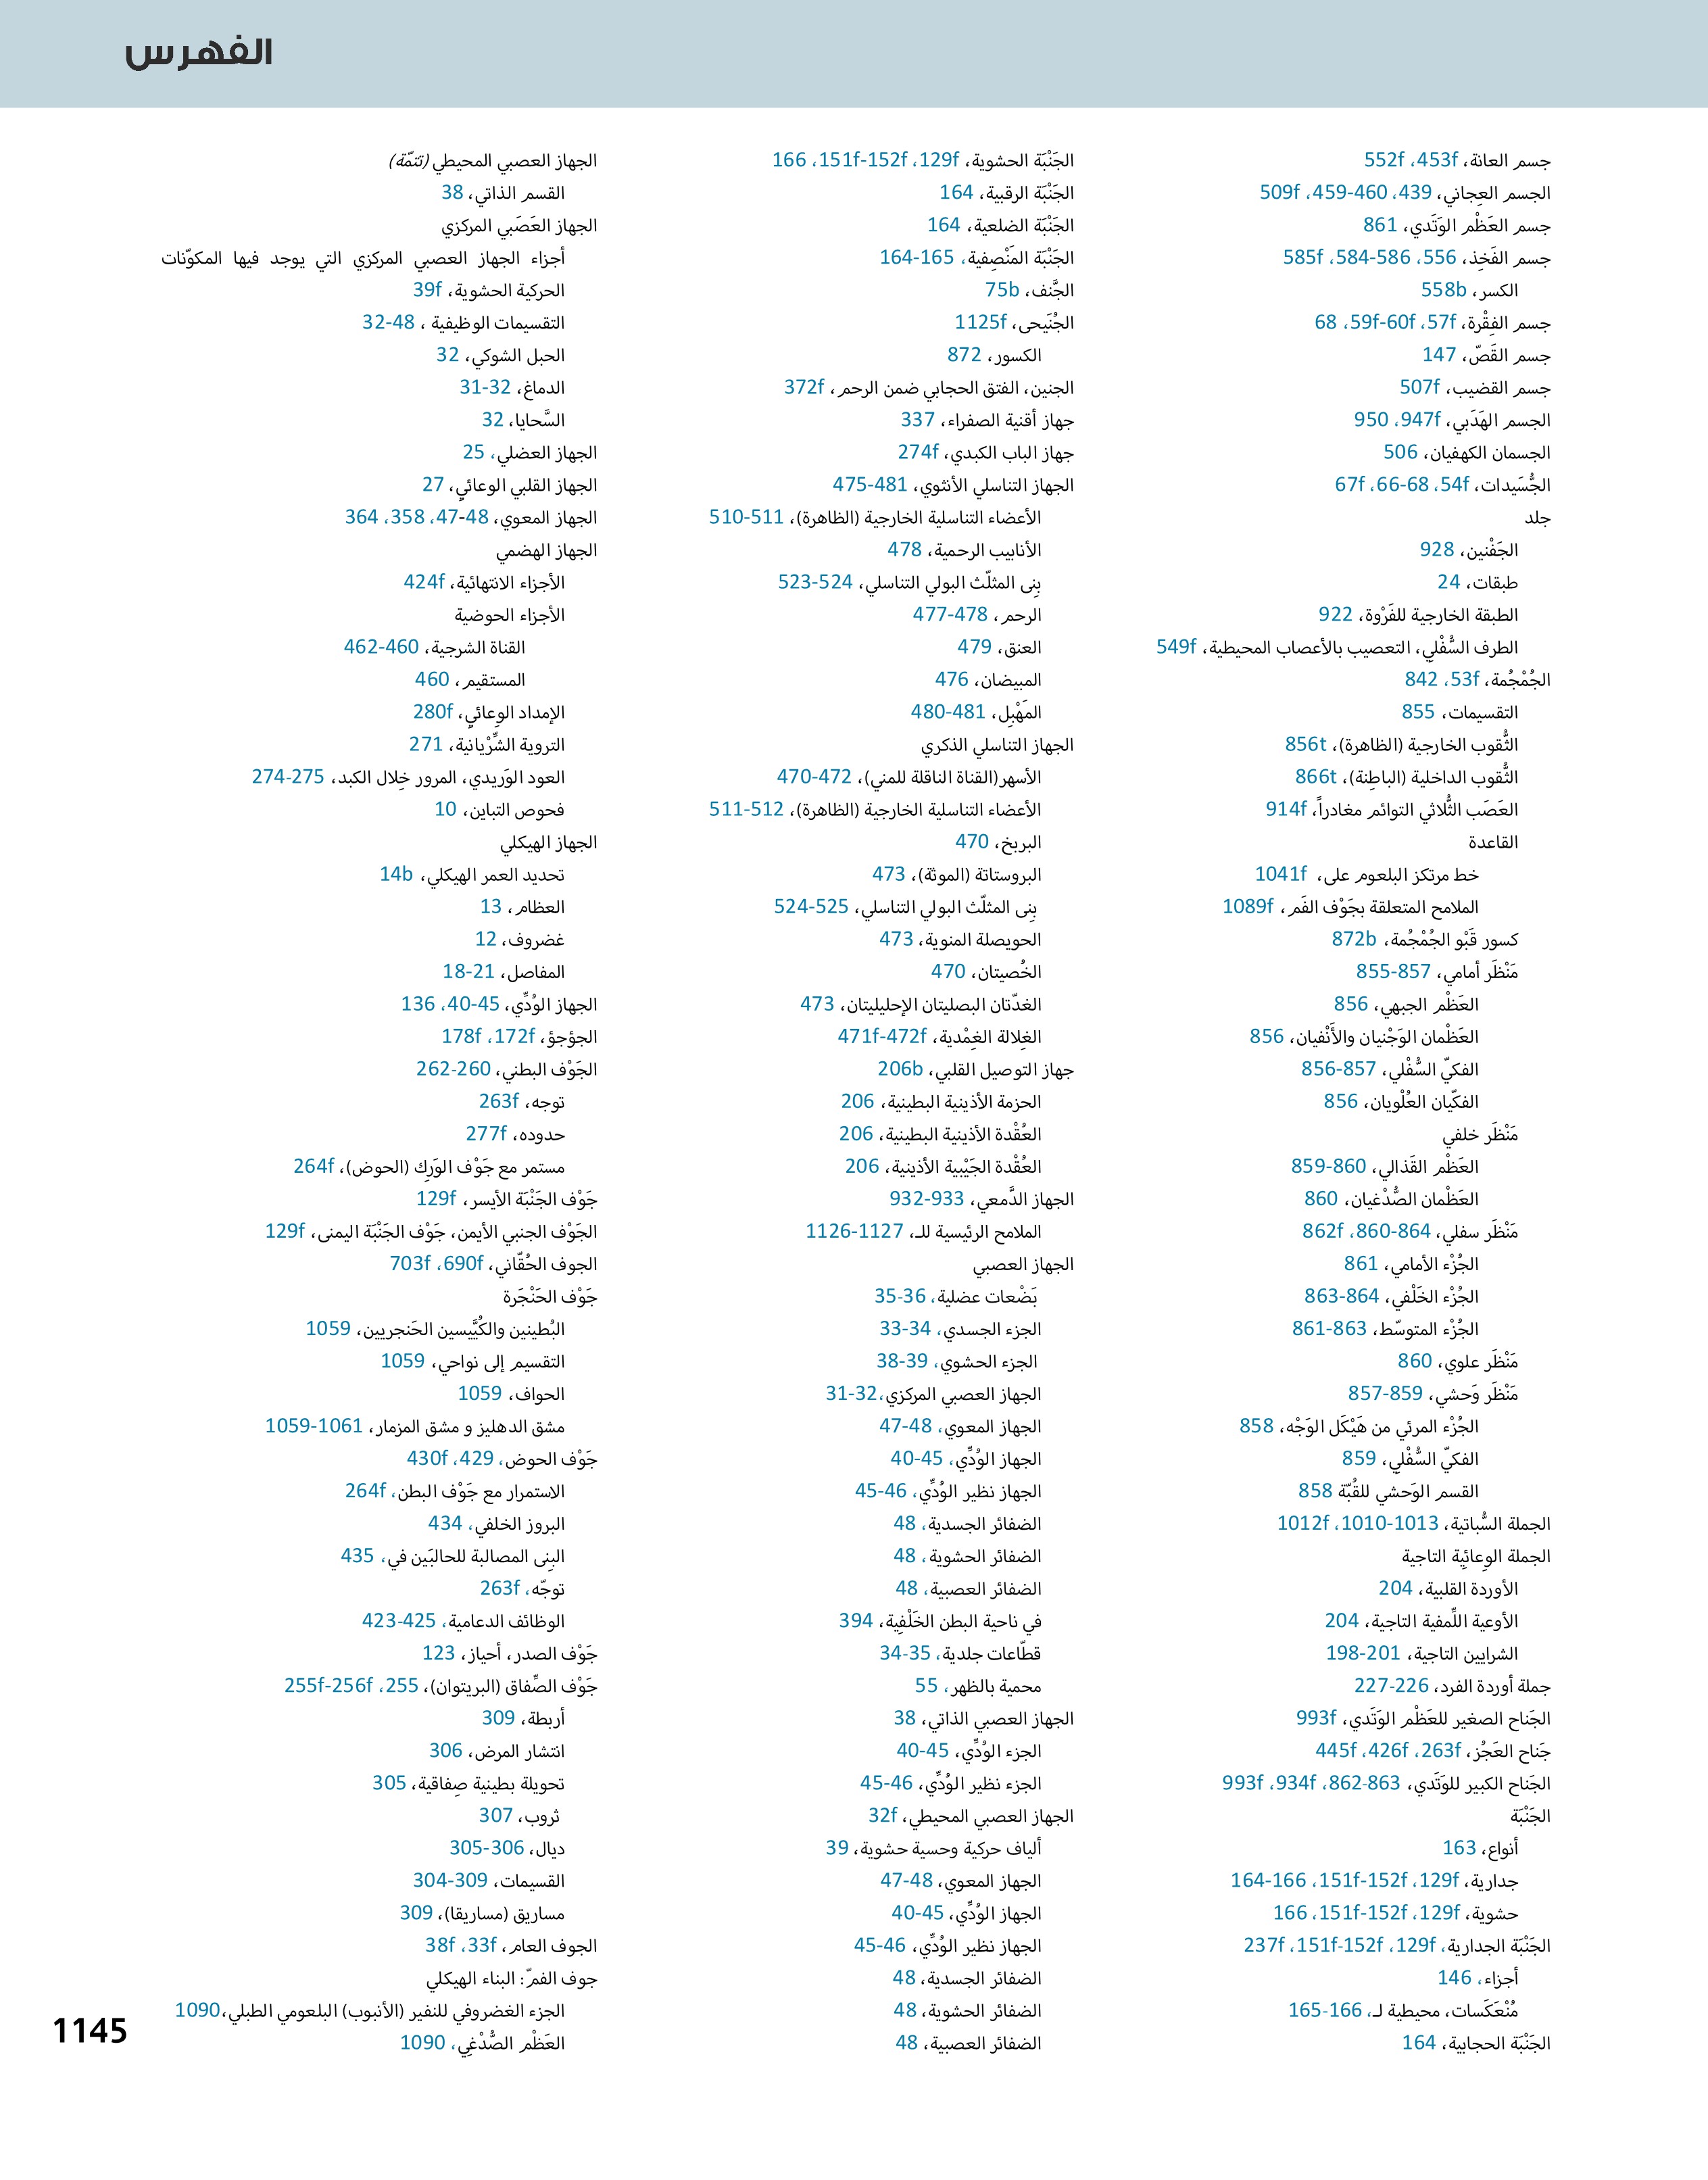 الفهرس
جسم العانة، 453f، 552f
الجسم العِجاني، 439، 459-460، 509f
جسم العَظْم الوَتَدي، 861
جسم الفَخِذ، 556، 584-586، 585f
الكسر، 558b
جسم الفِقْرة، 57f، 59f-60f، 68
جسم القَصّ، 147
جسم القضيب، 507f
الجسم الهَدَبي، 947f، 950
الجسمان الكهفيان، 506
الجُّسَيدات، 54f، 66-68، 67f
جلد
الجَفْنين، 928
طبقات، 24
الطبقة الخارجية للفَرْوة، 922
الطرف السُّفْلي، التعصيب بالأعصاب المحيطية، 549f
الجُمْجُمة، 53f، 842
التقسيمات، 855
الثُّقوب الخارجية (الظاهرة)، 856t
الثُّقوب الداخلية (الباطِنة)، 866t
العَصَب الثُّلاثي التوائم مغادراً، 914f
القاعدة
خط مرتكز البلعوم على، 1041f
الملامح المتعلقة بجَوْف الفَم، 1089f
كسور قَبْو الجُمْجُمة، 872b
مَنْظَر أمامي، 855-857
العَظْم الجبهي، 856
العَظْمان الوَجْنيان والأَنْفيان، 856
الفكيّ السُّفْلي، 856-857
الفكّيان العُلْويان، 856
مَنْظَر خلفي
العَظْم القَذالي، 859-860
العَظْمان الصُّدْغيان، 860
مَنْظَر سفلي، 860-864، 862f
الجُزْء الأمامي، 861
الجُزْء الخَلْفي، 863-864
الجُزْء المتوسّط، 861-863
مَنْظَر علوي، 860
مَنْظَر وَحشي، 857-859
الجُزْء المرئي من هَيْكَل الوَجْه، 858
الفكيّ السُّفْلي، 859
القسم الوَحشي للقُبّة 858
الجملة السُّباتية، 1010-1013، 1012f
الجملة الوِعائِية التاجية
الأوردة القلبية، 204
الأوعية اللِّمفية التاجية، 204
الشرايين التاجية، 198-201
جملة أوردة الفرد، 226-227
الجَناح الصغير للعَظْم الوَتَدي، 993f
جَناح العَجُز، 263f، 426f، 445f
الجَناح الكبير للوَتَدي، 862-863، 934f، 993f
الجَنْبَة
أنواع، 163
جدارية، 129f، 151f-152f، 164-166
حشوية، 129f، 151f-152f، 166
الجَنْبَة الجدارية، 129f، 151f-152f، 237f
أجزاء، 146
مُنْعَكَسات، محيطية لـ، 165-166
الجَنْبَة الحجابية، 164
الجَنْبَة الحشوية، 129f، 151f-152f، 166
الجَنْبَة الرقبية، 164
الجَنْبَة الضلعية، 164
الجَنْبَة المَنْصِفية، 164-165
الجَّنف، 75b
الجُنَيحى، 1125f
الكسور، 872
الجنين، الفتق الحجابي ضمن الرحم، 372f
جهاز أقنية الصفراء، 337
جهاز الباب الكبدي، 274f
الجهاز التناسلي الأنثوي، 475-481
الأعضاء التناسلية الخارجية (الظاهرة)، 510-511
الأنابيب الرحمية، 478
بِنى المثلّث البولي التناسلي، 523-524
الرحم، 477-478
العنق، 479
المبيضان، 476
المَهْبِل، 480-481
الجهاز التناسلي الذكري
الأسهر(القناة الناقلة للمني)، 470-472
الأعضاء التناسلية الخارجية (الظاهرة)، 511-512
البربخ، 470
البروستاتة (الموثة)، 473
بِنى المثلّث البولي التناسلي، 524-525
الحويصلة المنوية، 473
الخُصيتان، 470
الغدّتان البصليتان الإحليليتان، 473
الغِلالة الغِمْدية، 471f-472f
جهاز التوصيل القلبي، 206b
الحزمة الأذينية البطينية، 206
العُقْدة الأذينية البطينية، 206
العُقْدة الجَيْبية الأذينية، 206
الجهاز الدَّمعي، 932-933
الملامح الرئيسية للـ، 1126-1127
الجهاز العصبي
بَضْعات عضلية، 35-36
الجزء الجسدي، 33-34
الجزء الحشوي، 38-39
الجهاز العصبي المركزي،31-32
الجهاز المعوي، 47-48
الجهاز الوُدِّي، 40-45
الجهاز نظير الوُدِّي، 45-46
الضفائر الجسدية، 48
الضفائر الحشوية، 48
الضفائر العصبية، 48
في ناحية البطن الخَلْفِية، 394
قطّاعات جلدية، 34-35
محمية بالظهر، 55
الجهاز العصبي الذاتي، 38
الجزء الوُدِّي، 40-45
الجزء نظير الوُدِّي، 45-46
الجهاز العصبي المحيطي، 32f
ألياف حركية وحسية حشوية، 39
الجهاز المعوي، 47-48
الجهاز الوُدِّي، 40-45
الجهاز نظير الوُدِّي، 45-46
الضفائر الجسدية، 48
الضفائر الحشوية، 48
الضفائر العصبية، 48
الجهاز العصبي المحيطي (تتمّة)
القسم الذاتي، 38
الجهاز العَصَبي المركزي
أجزاء الجهاز العصبي المركزي التي يوجد فيها المكوّنات
الحركية الحشوية، 39f
التقسيمات الوظيفية ، 32-48
الحبل الشوكي، 32
الدماغ، 31-32
السَّحايا، 32
الجهاز العضلي، 25
الجهاز القلبي الوعائي، 27
الجهاز المعوي، 47-48، 358، 364
الجهاز الهضمي
الأجزاء الانتهائية، 424f
الأجزاء الحوضية
القناة الشرجية، 460-462
المستقيم، 460
الإمداد الوِعائي، 280f
التروية الشِّرْيانية، 271
العود الوَريدي، المرور خِلال الكبد، 274-275
فحوص التباين، 10
الجهاز الهيكلي
تحديد العمر الهيكلي، 14b
العظام، 13
غضروف، 12
المفاصل، 18-21
الجهاز الوُدِّي، 40-45، 136
الجؤجؤ، 172f، 178f
الجَوْف البطني، 260-262
توجه، 263f
حدوده، 277f
مستمر مع جَوْف الوَرِك (الحوض)، 264f
جَوْف الجَنْبَة الأيسر، 129f
الجَوْف الجنبي الأيمن، جَوْف الجَنْبَة اليمنى، 129f
الجوف الحُقّاني، 690f، 703f
جَوْف الحَنْجَرة
البُطينين والكُيَّيسين الحَنجريين، 1059
التقسيم إلى نواحي، 1059
الحواف، 1059
مشق الدهليز و مشق المزمار، 1059-1061
جَوْف الحوض، 429، 430f
الاستمرار مع جَوْف البطن، 264f
البروز الخلفي، 434
البنى المصالبة للحالبَين في، 435
توجّه، 263f
الوظائف الدعامية، 423-425
جَوْف الصدر، أحياز، 123
جَوْف الصِّفاق (البريتوان)، 255، 255f-256f
أربطة، 309
انتشار المرض، 306
تحويلة بطينية صِفاقية، 305
ثروب، 307
ديال، 305-306
القسيمات، 304-309
مساريق (مساريقا)، 309
الجوف العام، 33f، 38f
جوف الفمّ: البناء الهيكلي
الجزء الغضروفي للنفير (الأنبوب) البلعومي الطبلي،1090
العَظْم الصُّدْغي، 1090
1145